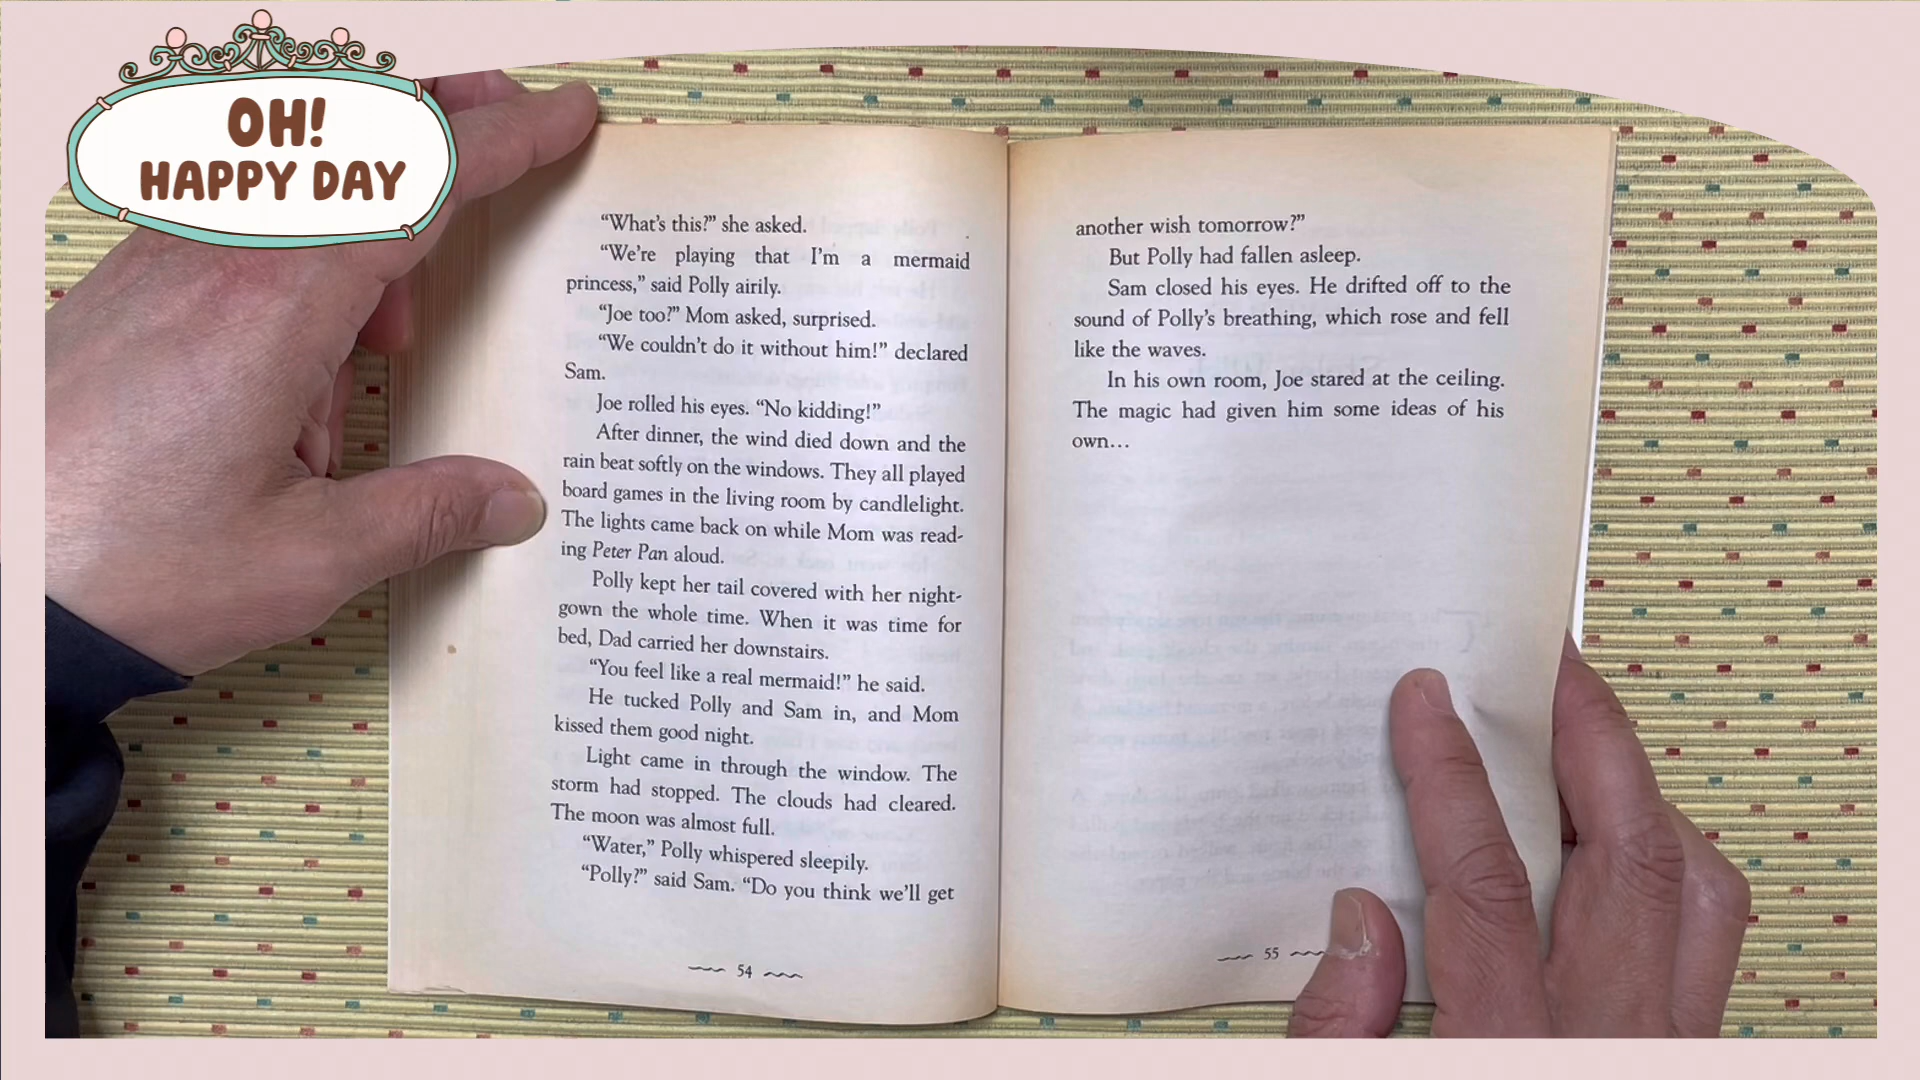 OH!
HAPPY DAY
“What’s this?” she asked.
“We’re playing that I’m a mermaid
princess,” said Polly airily.
“Joe too?” Mom asked, surprised.
“We couldn’t do it without him!” declared
Sam.
Joe rolled his eyes. “No kidding!”
After dinner, the wind died down and the
rain beat softly on the windows. They all played
board games in the living room by candlelight.
The lights came back on while Mom was read-
ing Peter Pan aloud.
Polly kept her tail covered with her night-
gown the whole time. When it was time for
bed, Dad carried her downstairs.
“You feel like a real mermaid!” he said.
He tucked Polly and Sam in, and Mom
kissed them good night.
Light came in through the window. The
storm had stopped. The clouds had cleared.
The moon was almost full.
“Water,” Polly whispered sleepily.
“Polly?” said Sam. “Do you think we’ll get
54
another wish tomorrow?”
But Polly had fallen asleep.
Sam closed his eyes. He drifted off to the
sound of Polly’s breathing, which rose and fell
like the waves.
In his own room, Joe stared at the ceiling.
The magic had given him some ideas of his
own…
55